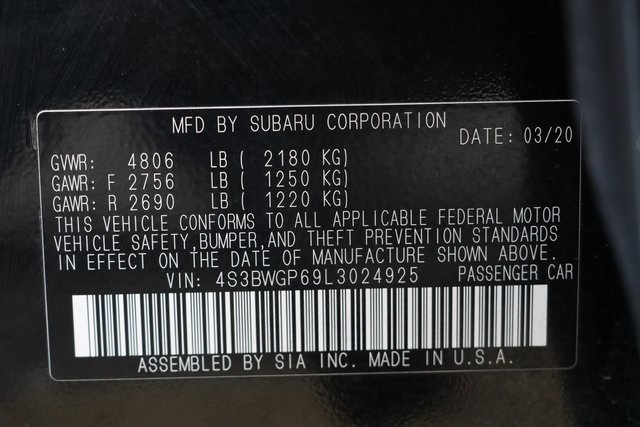 MFD BY SUBARU CORPORATION
DATE: 03/20
GVWR: 4806 LB ( 2180 KG)
GAWR: F 2756 LB ( 1250 KG)
GAWR: R 2690 LB ( 1220 KG)
THIS VEHICLE CONFORMS TO ALL APPLICABLE FEDERAL MOTOR
VEHICLE SAFETY,BUMPER,AND THEFT PREVENTION STANDARDS
IN EFFECT ON THE DATE OF MANUFACTURE SHOWN ABOVE.
VIN: 4S3BWGP69L3024925 PASSENGER CAR
ASSEMBLED BY SIA INC. MADE IN U.S.A.